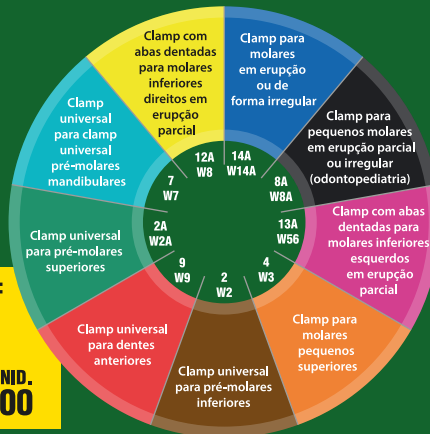 Clamp com
abas dentadas
para molares
inferiores
direitos em
erupção
parcial
Clamp para
molares
em erupção
ou de
forma irregular
Clamp para
pequenos molares
em erupção parcial
ou irregular
(odontopediatria)
Clamp com abas
dentadas para
molares inferiores
esquerdos
em erupção
parcial
Clamp para
molares
pequenos
superiores
Clamp universal
para pré-molares
inferiores
Clamp universal
para dentes
anteriores
Clamp universal
para pré-molares
superiores
Clamp
universal
para clamp
universal
pré-molares
mandibulares
12A
W8
14A
W14A
8A
W8A
13A
W56
4
W3
2
W2
9
W9
2A
W2A
7
W7
:
NID.
00